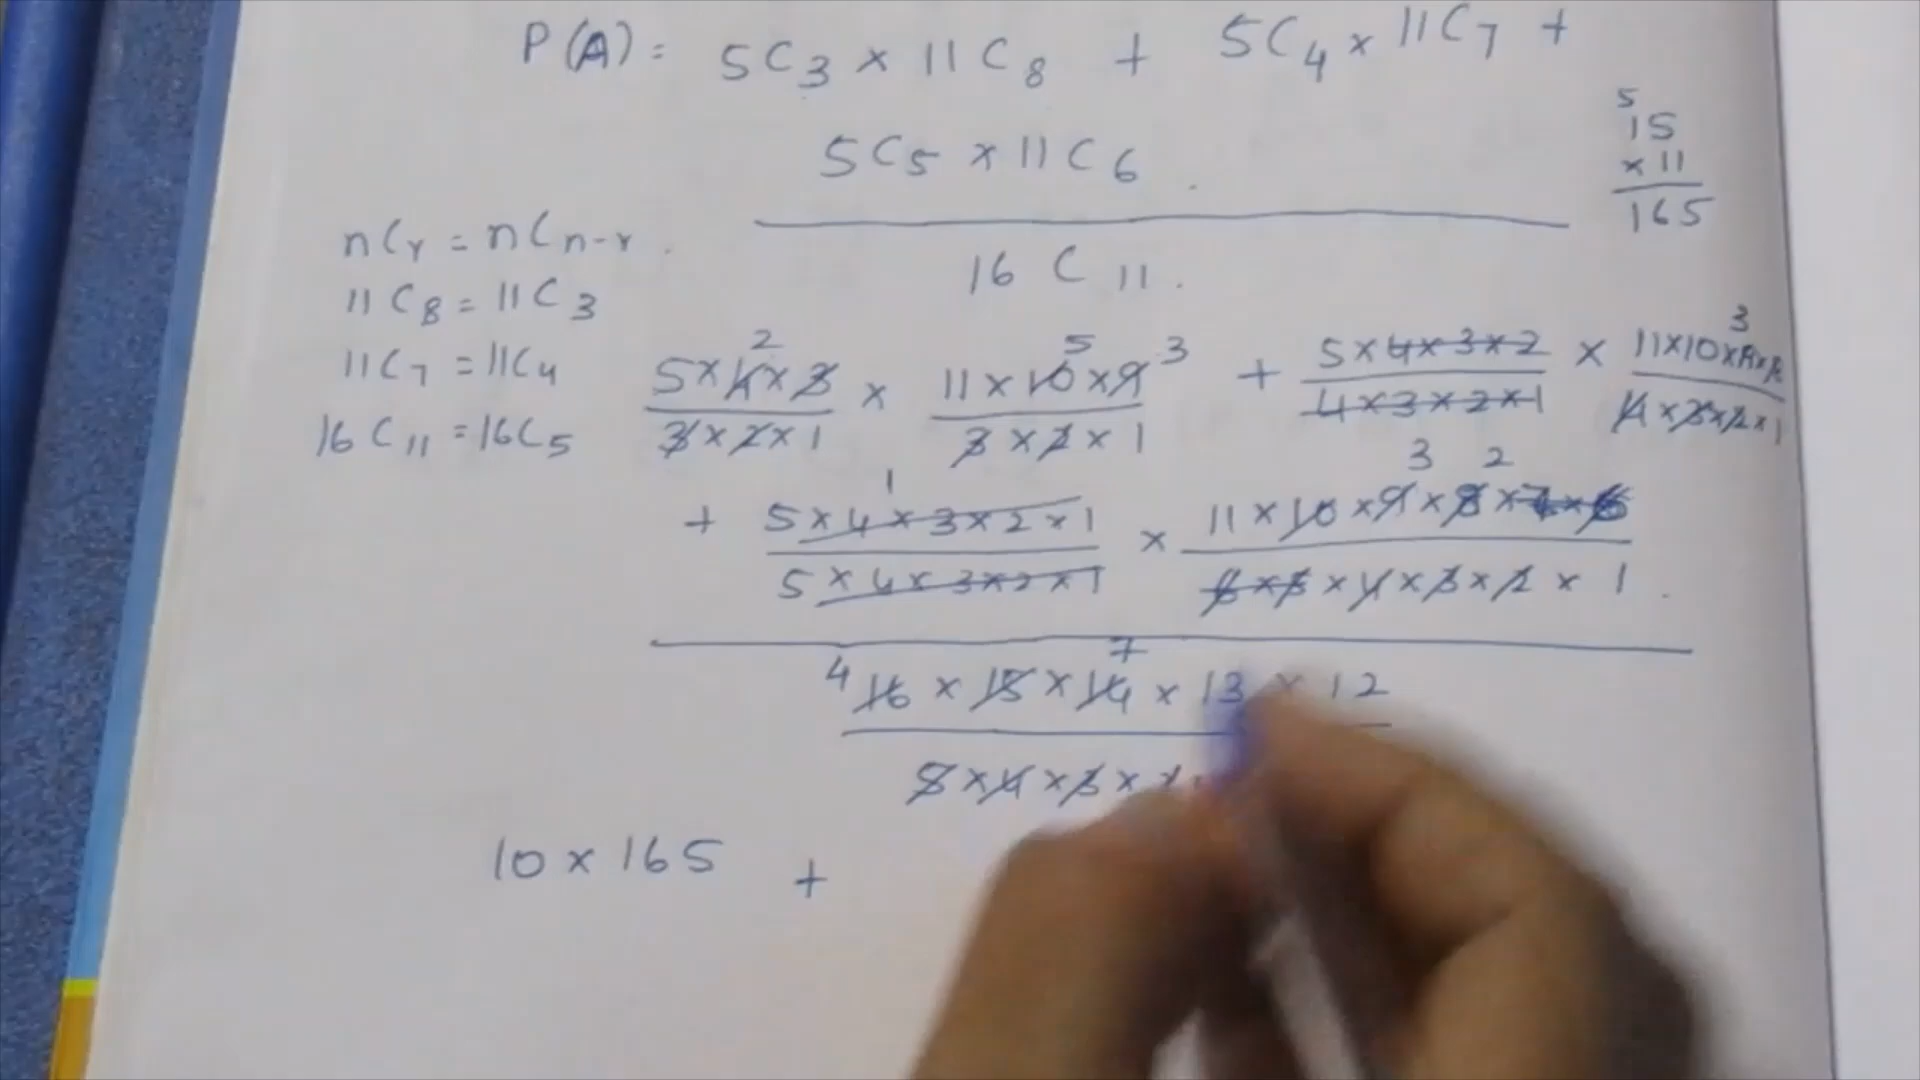 P(A) = 5C3 × 11C8 + 5C4 × 11C7 +
5C5 × 11C6
16 C 11.
5
15
× 11
165
nCr = nCn-r.
11C8 = 11C3
11C7 = 11C4
16C11 = 16C5
2 5 3 3
5×4×3 × 11×10×9 + 5×4×3×2 × 11×10×9×8
3×2×1 3×2×1 4×3×2×1 4×3×2×1
1 3 2
+ 5×4×3×2×1 × 11×10×9×8×7×6
5×4×3×2×1 6×5×4×3×2×1.
4 7
16×15×14×13×12
5×4×3×
10×165 +